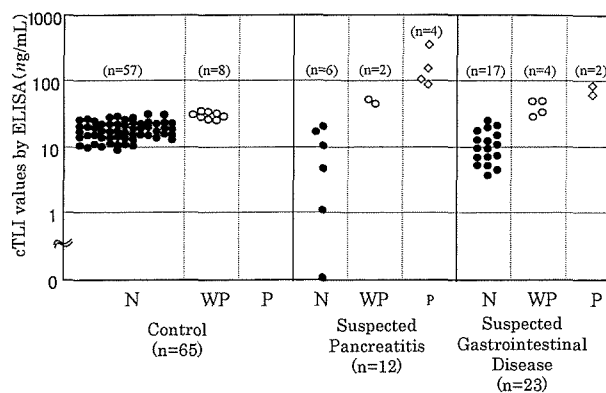 cTLI values by ELISA(ng/mL)
1000
100
10
1
0
(n=57)
(n=8)
(n=6)
(n=2)
(n=4)
(n=17)
(n=4)
(n=2)
N
WP
P
N
WP
P
N
WP
P
Control
(n=65)
Suspected
Pancreatitis
(n=12)
Suspected
Gastrointestinal
Disease
(n=23)